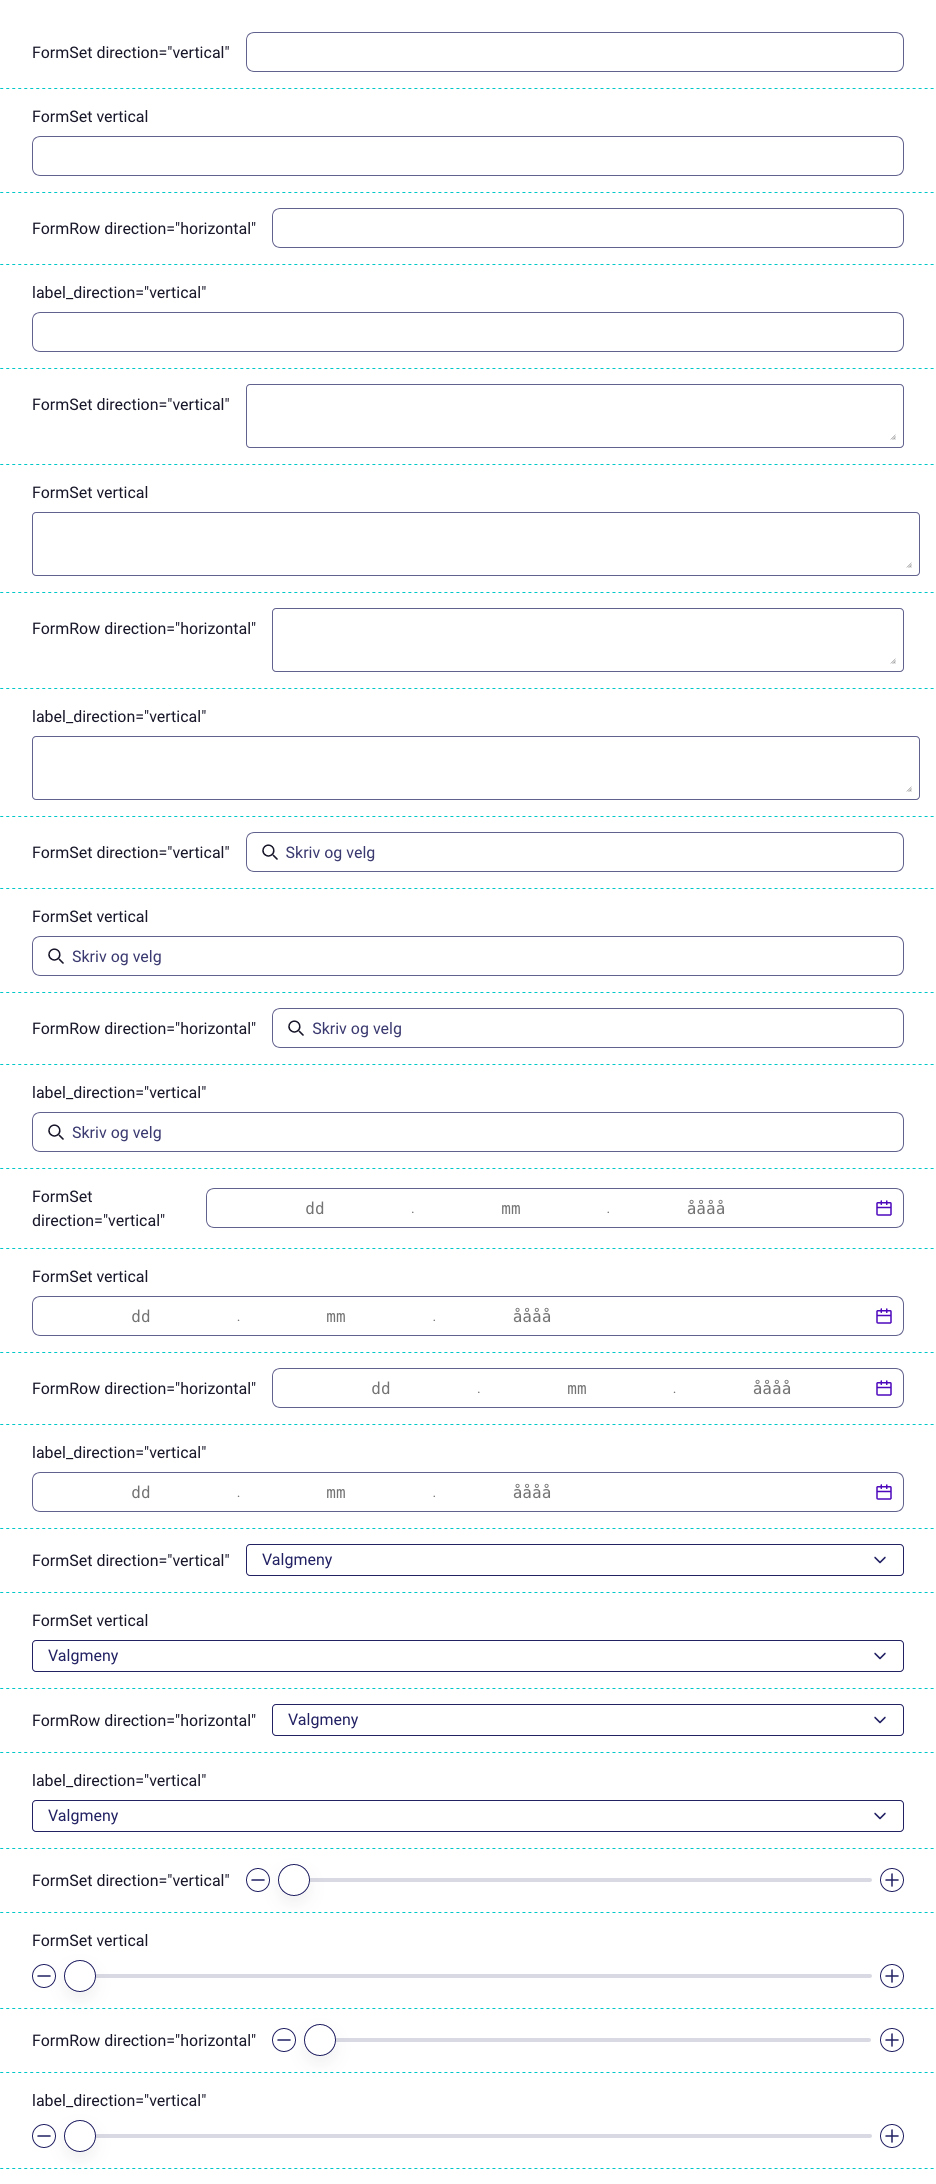 FormSet direction="vertical"
FormSet vertical
FormRow direction="horizontal"
label_direction="vertical"
FormSet direction="vertical"
FormSet vertical
FormRow direction="horizontal"
label_direction="vertical"
FormSet direction="vertical" Skriv og velg
FormSet vertical
Skriv og velg
FormRow direction="horizontal" Skriv og velg
label_direction="vertical"
Skriv og velg
FormSet
direction="vertical" dd . mm . åååå
FormSet vertical
dd . mm . åååå
FormRow direction="horizontal" dd . mm . åååå
label_direction="vertical"
dd . mm . åååå
FormSet direction="vertical" Valgmeny
FormSet vertical
Valgmeny
FormRow direction="horizontal" Valgmeny
label_direction="vertical"
Valgmeny
FormSet direction="vertical"
FormSet vertical
FormRow direction="horizontal"
label_direction="vertical"